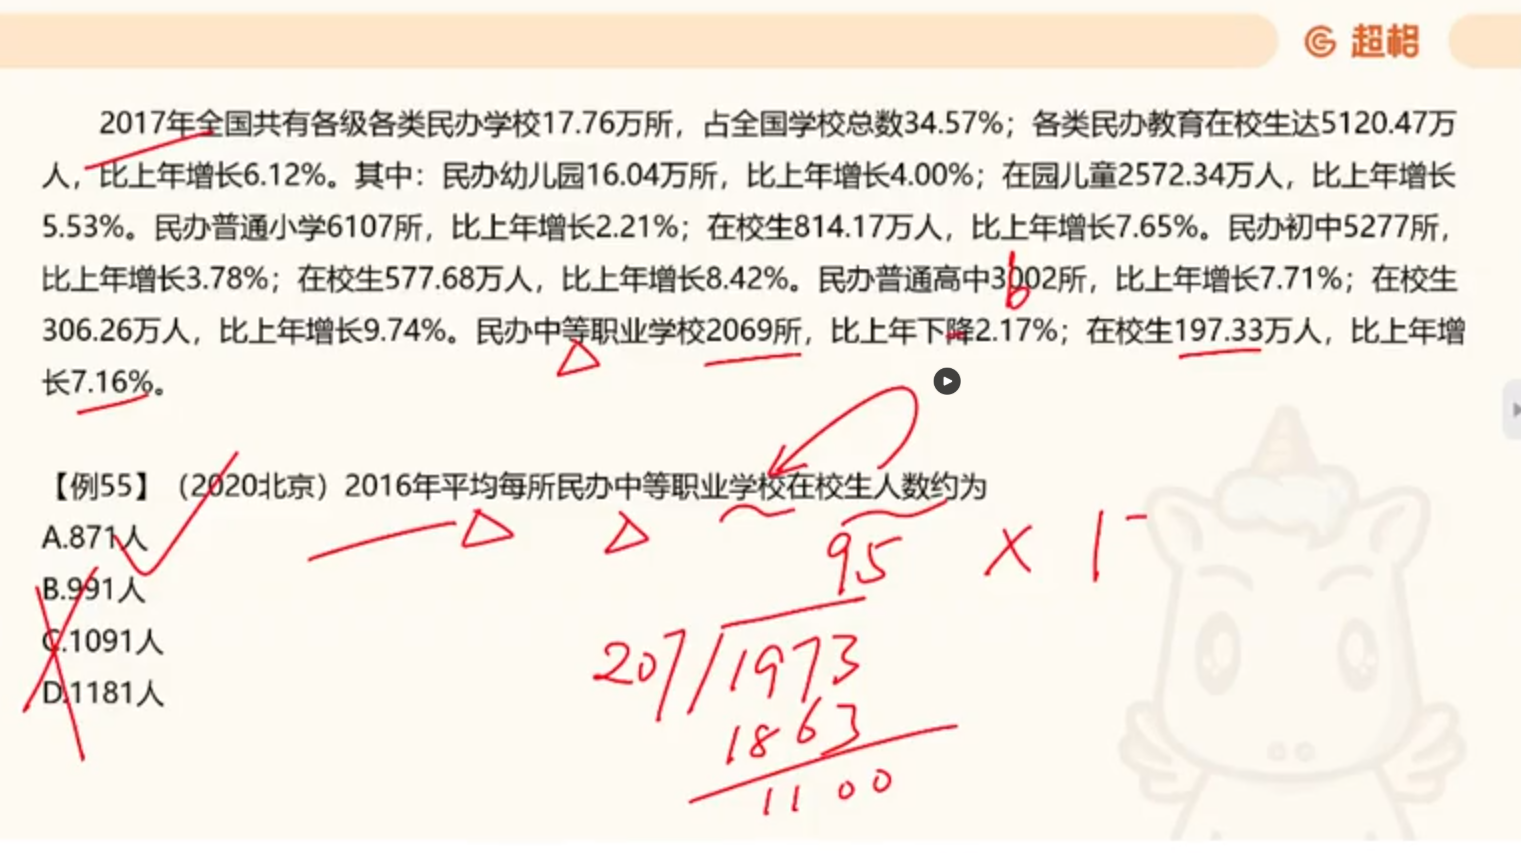 超格
2017年全国共有各级各类民办学校17.76万所，占全国学校总数34.57%；各类民办教育在校生达5120.47万
人，比上年增长6.12%。其中：民办幼儿园16.04万所，比上年增长4.00%；在园儿童2572.34万人，比上年增长
5.53%。民办普通小学6107所，比上年增长2.21%；在校生814.17万人，比上年增长7.65%。民办初中5277所，
比上年增长3.78%；在校生577.68万人，比上年增长8.42%。民办普通高中3002所，比上年增长7.71%；在校生
b
306.26万人，比上年增长9.74%。民办中等职业学校2069所，比上年下降2.17%；在校生197.33万人，比上年增
长7.16%。
【例55】（2020北京）2016年平均每所民办中等职业学校在校生人数约为
A.871人
B.991人
C.1091人
D.1181人
95 × 1
207 1973
1863
1100